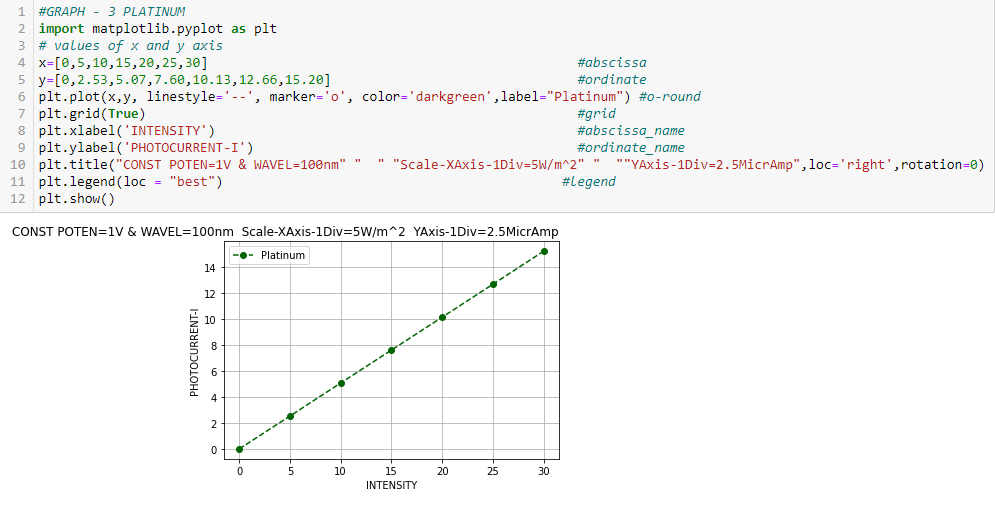 1 #GRAPH - 3 PLATINUM
2 import matplotlib.pyplot as plt
3 # values of x and y axis
4 x=[0,5,10,15,20,25,30] #abscissa
5 y=[0,2.53,5.07,7.60,10.13,12.66,15.20] #ordinate
6 plt.plot(x,y, linestyle='--', marker='o', color='darkgreen',label="Platinum") #o-round
7 plt.grid(True) #grid
8 plt.xlabel('INTENSITY') #abscissa_name
9 plt.ylabel('PHOTOCURRENT-I') #ordinate_name
10 plt.title("CONST POTEN=1V & WAVEL=100nm" "  " "Scale-XAxis-1Div=5W/m^2" "  ""YAxis-1Div=2.5MicrAmp",loc='right',rotation=0)
11 plt.legend(loc = "best") #Legend
12 plt.show()
CONST POTEN=1V & WAVEL=100nm  Scale-XAxis-1Div=5W/m^2  YAxis-1Div=2.5MicrAmp
Platinum
14
12
10
8
6
4
2
0
PHOTOCURRENT-I
0 5 10 15 20 25 30
INTENSITY